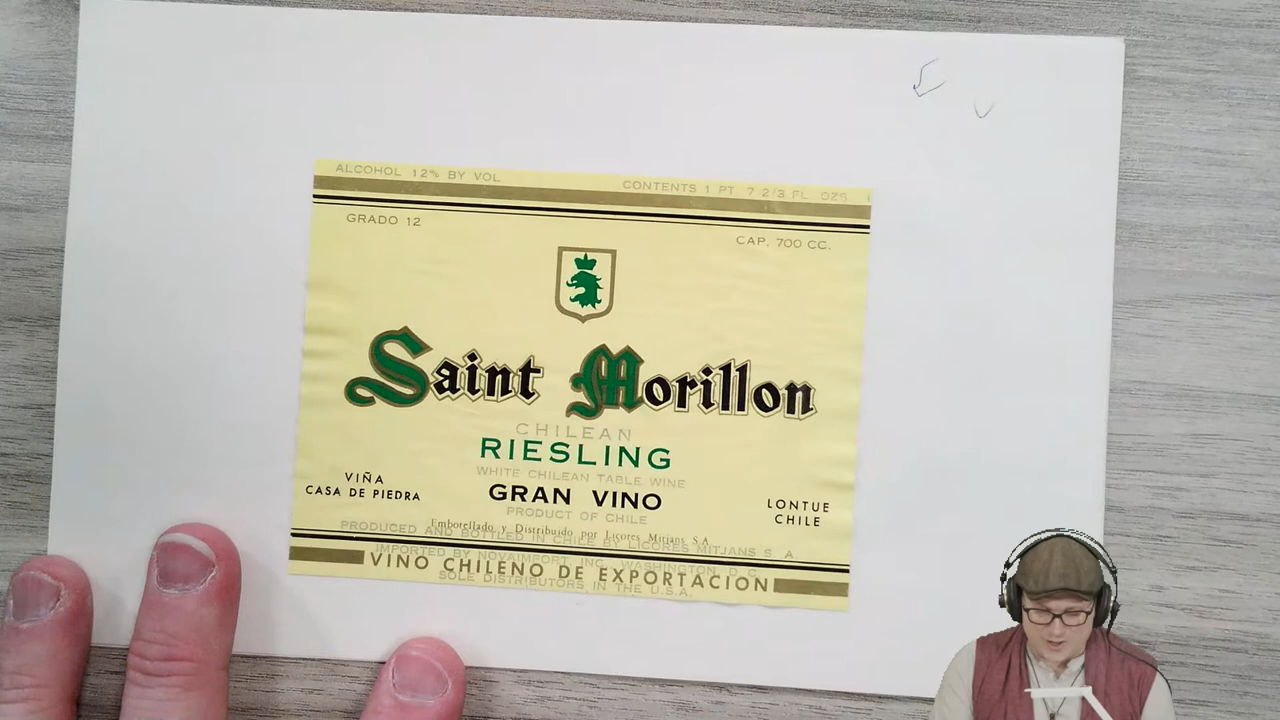 ALCOHOL 12% BY VOL
CONTENTS 1 PT. 7 2/3 FL. OZS.
GRADO 12
CAP. 700 CC.
Saint Morillon
CHILEAN
RIESLING
WHITE CHILEAN TABLE WINE
VIÑA
CASA DE PIEDRA
GRAN VINO
LONTUE
CHILE
PRODUCT OF CHILE
Embotellado y Distribuido por Licores Mitjans S.A.
PRODUCED AND BOTTLED IN CHILE BY LICORES MITJANS S. A.
IMPORTED BY NOVAIMPORT INC., WASHINGTON, D. C.
VINO CHILENO DE EXPORTACION
SOLE DISTRIBUTORS IN THE U.S.A.